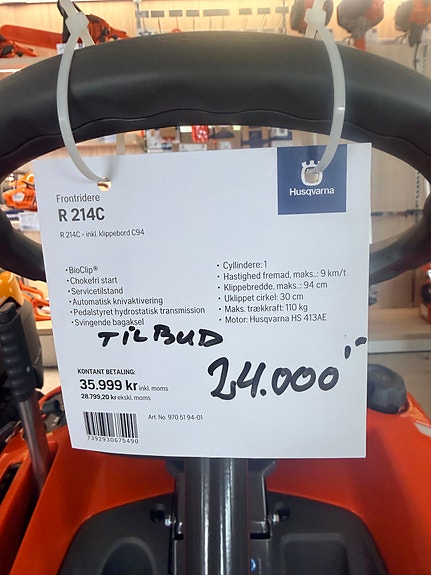 Frontridere
R 214C
R 214C - inkl. klippebord C94
Husqvarna
•BioClip®
•Chokefri start
•Servicetilstand
•Automatisk knivaktivering
•Pedalstyret hydrostatisk transmission
•Svingende bagaksel
• Cyllindere: 1
• Hastighed fremad, maks..: 9 km/t
• Klippebredde, maks.: 94 cm
• Uklippet cirkel: 30 cm
• Maks. trækkraft: 110 kg
• Motor: Husqvarna HS 413AE
TILBUD
24.000'-
KONTANT BETALING:
35.999 kr inkl. moms
28.799,20 kr ekskl. moms
Art. No. 970 51 94-01
7392930675490